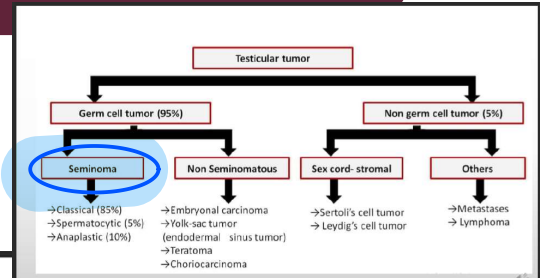 Testicular tumor
Germ cell tumor (95%)
Non germ cell tumor (5%)
Seminoma
Non Seminomatous
Sex cord- stromal
Others
→Classical (85%)
→Spermatocytic (5%)
→Anaplastic (10%)
→Embryonal carcinoma
→Yolk-sac tumor
(endodermal sinus tumor)
→Teratoma
→Choriocarcinoma
→Sertoli's cell tumor
→ Leydig's cell tumor
→Metastases
→ Lymphoma